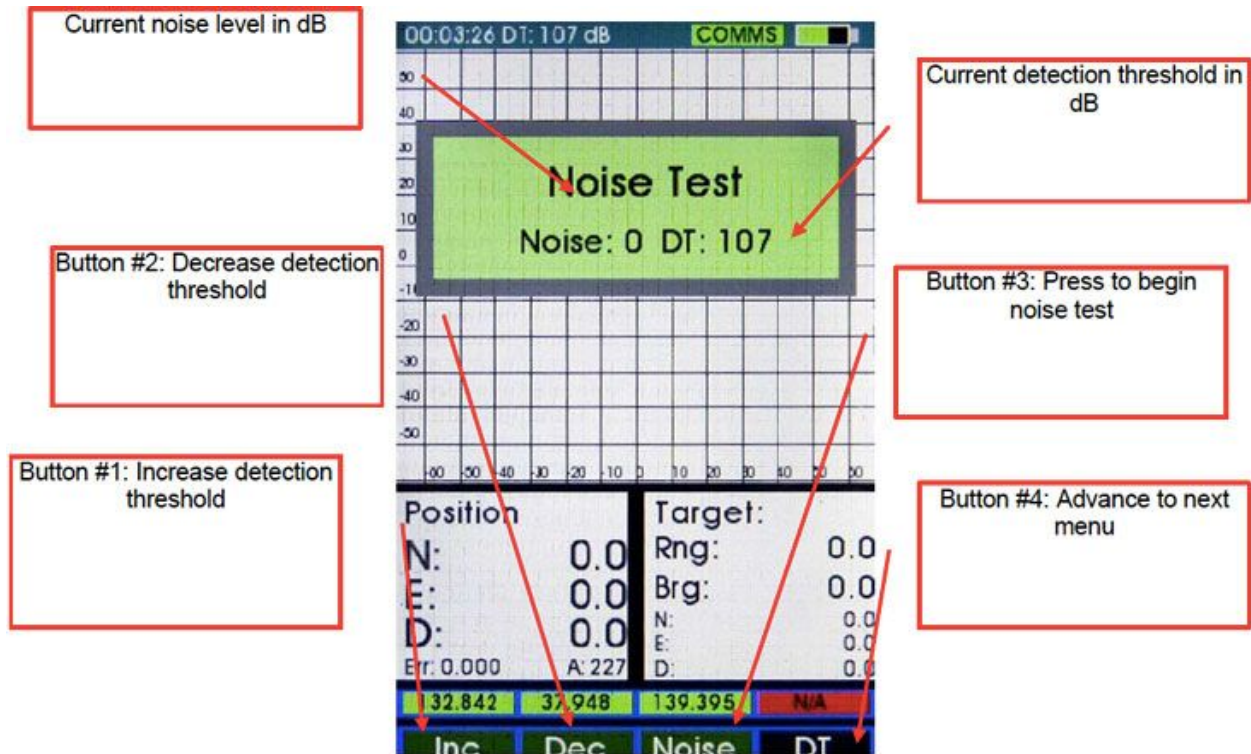 Current noise level in dB
00:03:26 DT: 107 dB COMMS
Current detection threshold in
dB
50
40
30
20
10
0
-10
-20
-30
-40
-50
Noise Test
Noise: 0 DT: 107
Button #2: Decrease detection
threshold
Button #3: Press to begin
noise test
-60 -50 -40 -30 -20 -10 0 10 20 30 40 50
Button #1: Increase detection
threshold
Button #4: Advance to next
menu
Position
N: 0.0
E: 0.0
D: 0.0
Err: 0.000 A: 227
Target:
Rng: 0.0
Brg: 0.0
N: 0.0
E: 0.0
D: 0.0
132.842 37.948 139.395 N/A
Inc Dec Noise DT